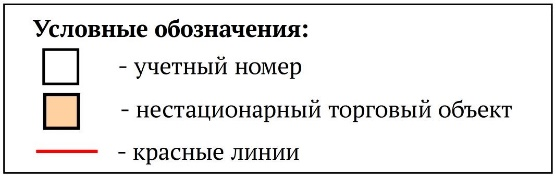 Условные обозначения:
- учетный номер
- нестационарный торговый объект
- красные линии